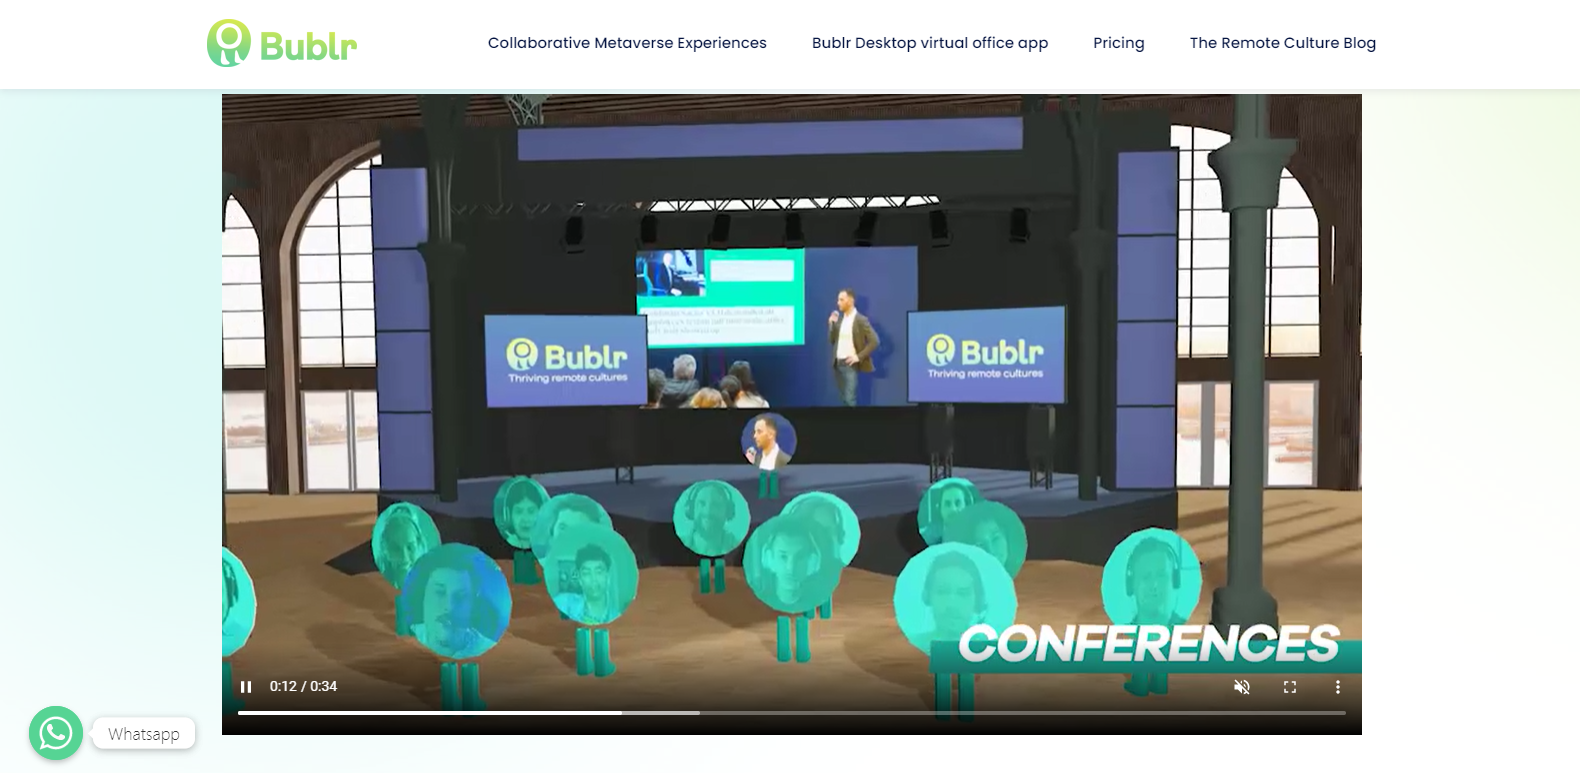 Bublr
Collaborative Metaverse Experiences
Bublr Desktop virtual office app
Pricing
The Remote Culture Blog
Bublr
Thriving remote cultures
Bublr
Thriving remote cultures
CONFERENCES
0:12 / 0:34
Whatsapp